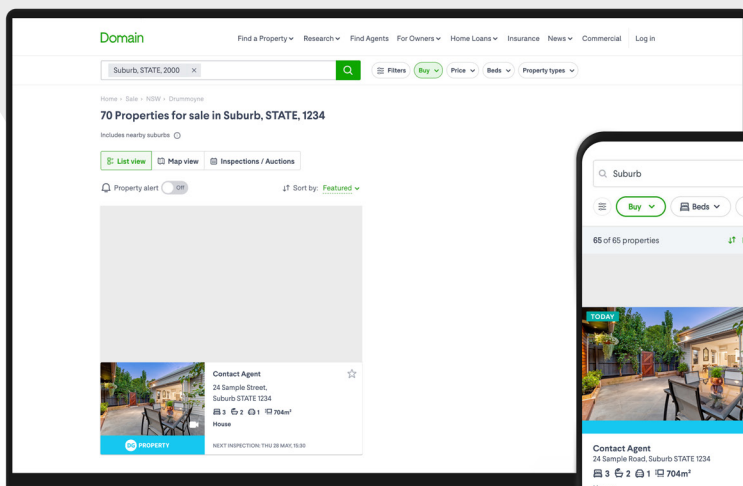 Domain
Find a Property Research Find Agents For Owners Home Loans Insurance News Commercial Log in
Suburb, STATE, 2000 ×
Filters Buy Price Beds Property types
Home › Sale › NSW › Drummoyne
70 Properties for sale in Suburb, STATE, 1234
Includes nearby suburbs
List view Map view Inspections / Auctions
Property alert Off
Sort by: Featured
Contact Agent
24 Sample Street,
Suburb STATE 1234
3 2 1 704m²
House
NEXT INSPECTION: THU 28 MAY, 15:30
PROPERTY
Suburb
Buy Beds
65 of 65 properties
TODAY
Contact Agent
24 Sample Road, Suburb STATE 1234
3 2 1 704m²